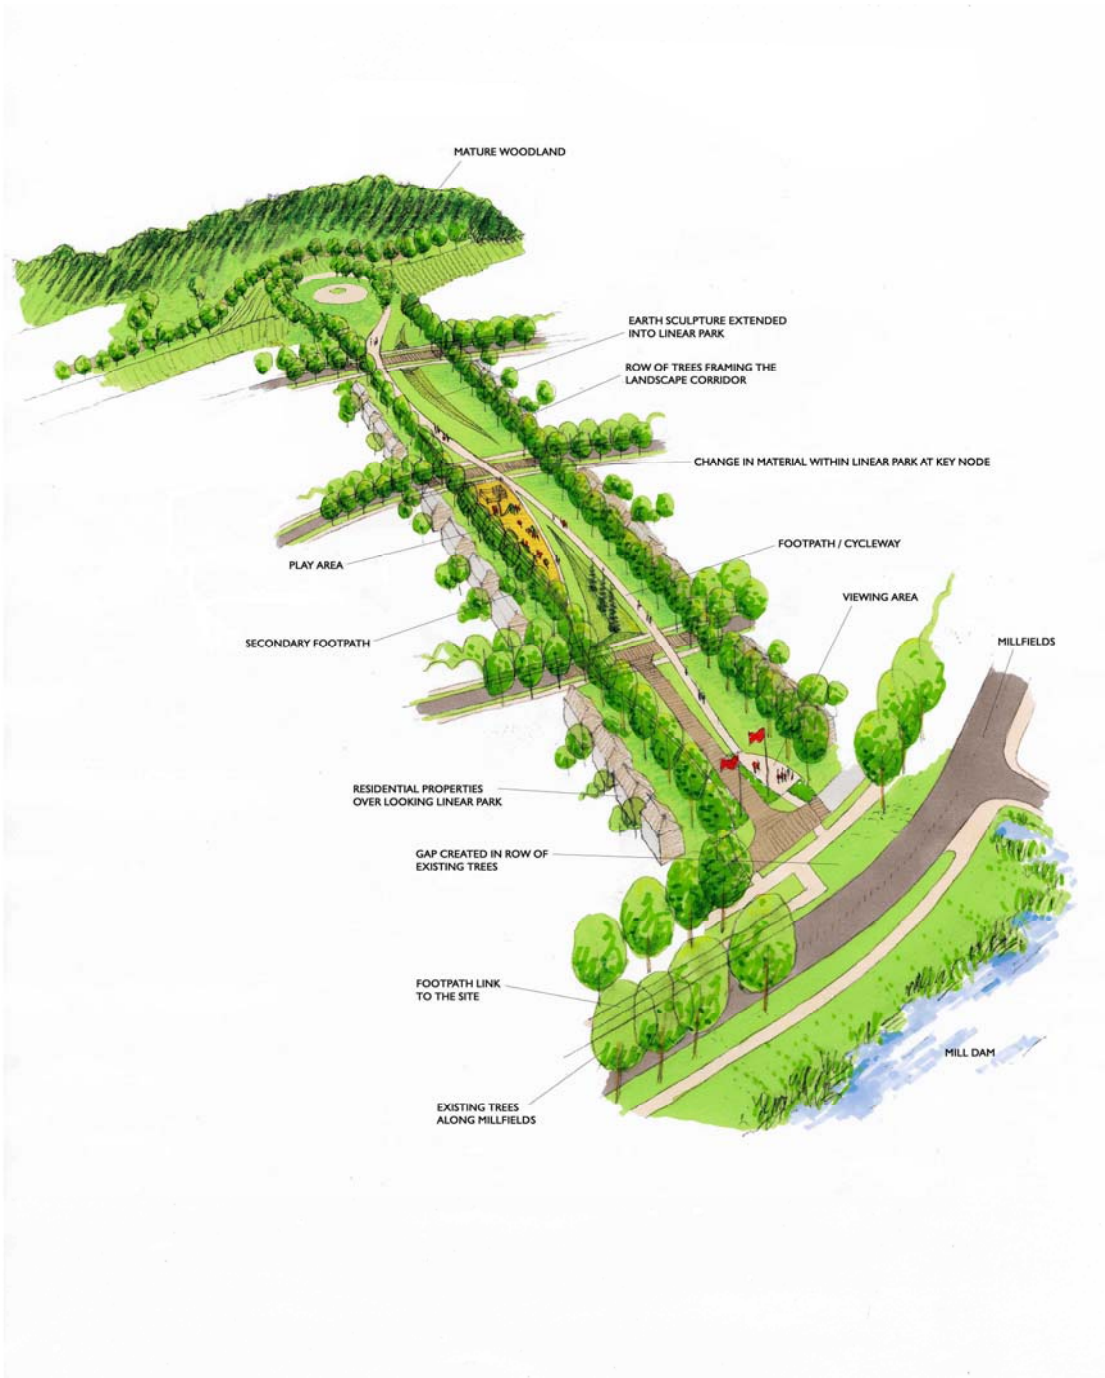 MATURE WOODLAND
EARTH SCULPTURE EXTENDED
INTO LINEAR PARK
ROW OF TREES FRAMING THE
LANDSCAPE CORRIDOR
CHANGE IN MATERIAL WITHIN LINEAR PARK AT KEY NODE
FOOTPATH / CYCLEWAY
PLAY AREA
VIEWING AREA
SECONDARY FOOTPATH
MILLFIELDS
RESIDENTIAL PROPERTIES
OVER LOOKING LINEAR PARK
GAP CREATED IN ROW OF
EXISTING TREES
FOOTPATH LINK
TO THE SITE
MILL DAM
EXISTING TREES
ALONG MILLFIELDS